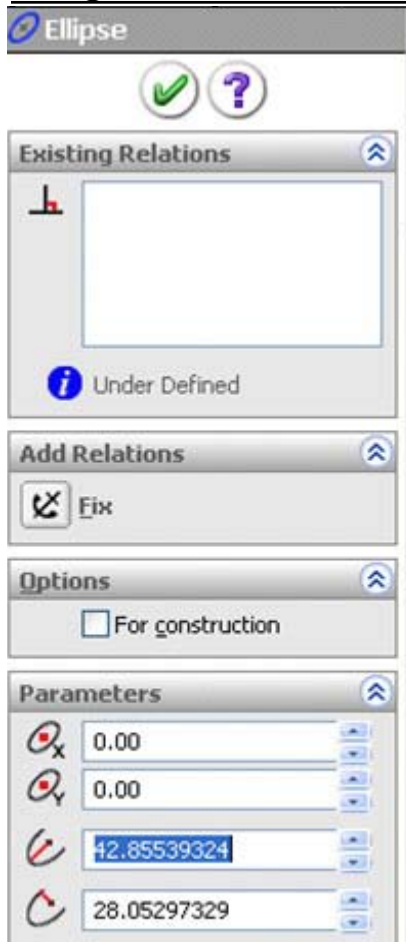 Ellipse
Existing Relations
Under Defined
Add Relations
Fix
Options
For construction
Parameters
0.00
0.00
42.85539324
28.05297329